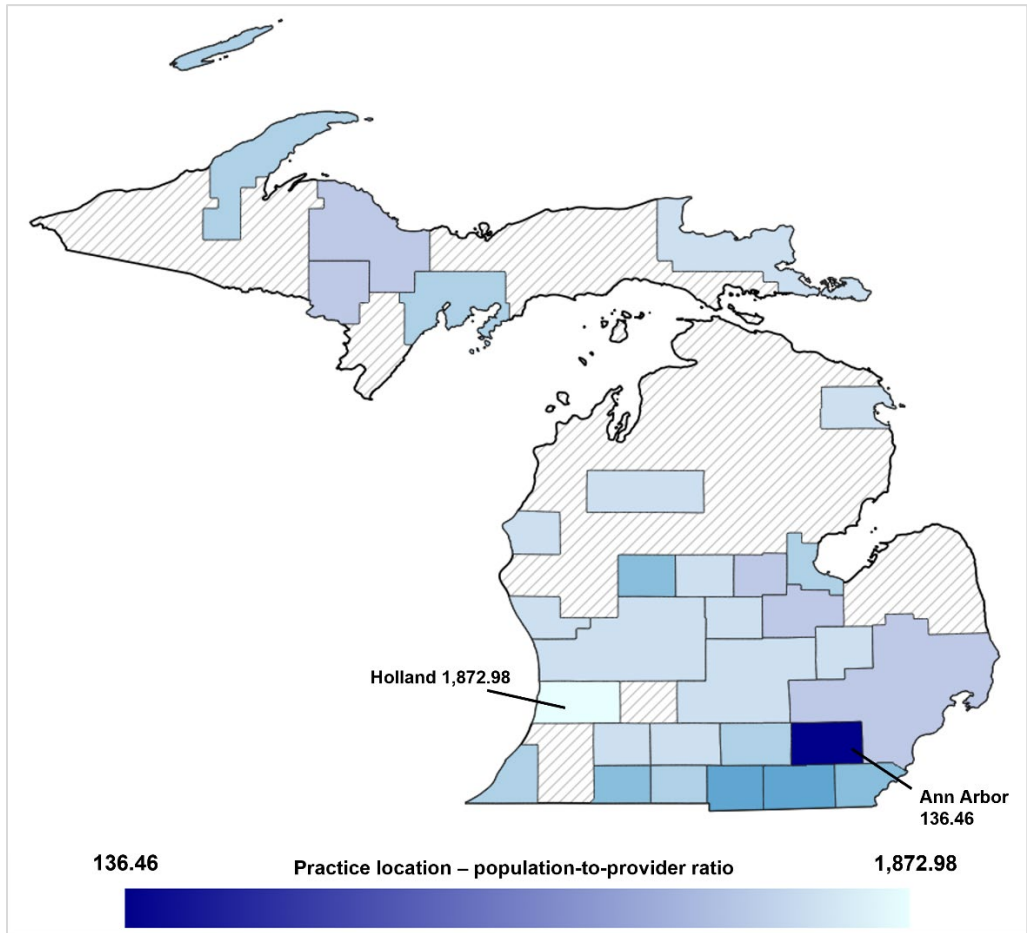 Holland 1,872.98
Ann Arbor
136.46
136.46
Practice location – population-to-provider ratio
1,872.98